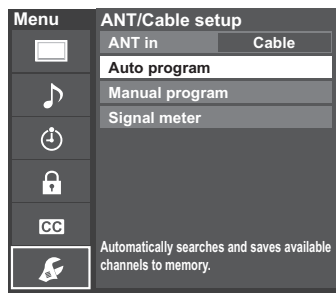 Menu
ANT/Cable setup
ANT in Cable
Auto program
Manual program
Signal meter
CC
Automatically searches and saves available
channels to memory.